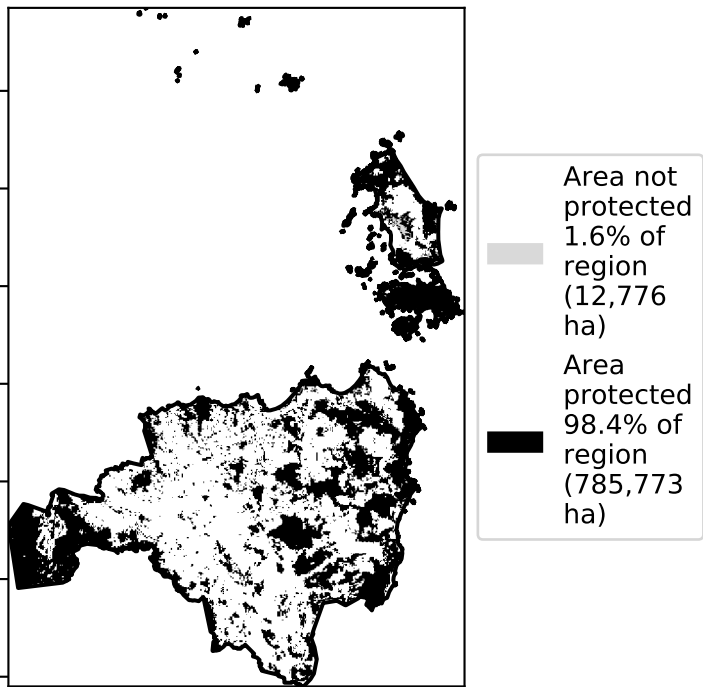 Area not
protected
1.6% of
region
(12,776
ha)
Area
protected
98.4% of
region
(785,773
ha)